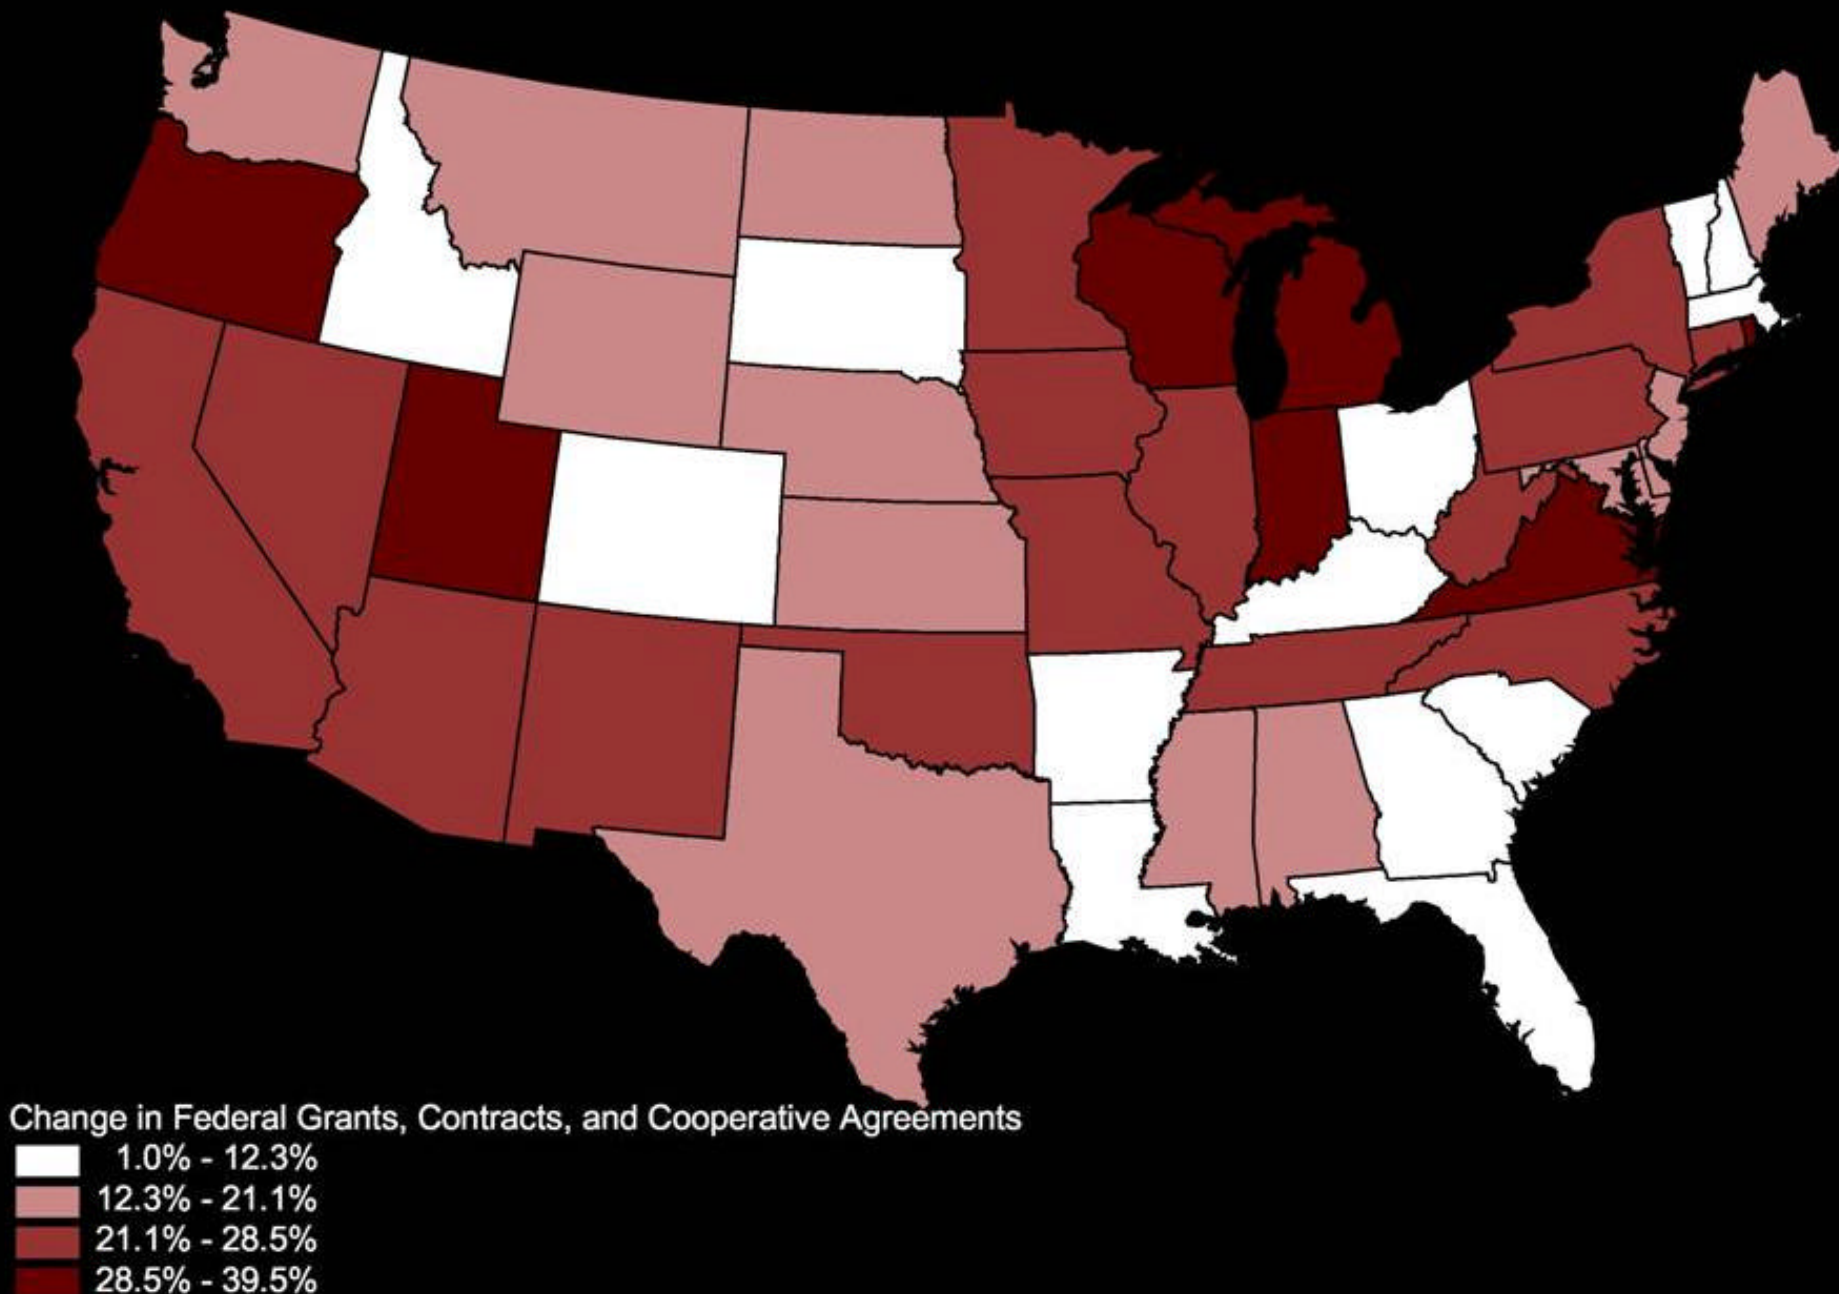 Change in Federal Grants, Contracts, and Cooperative Agreements
1.0% - 12.3%
12.3% - 21.1%
21.1% - 28.5%
28.5% - 39.5%